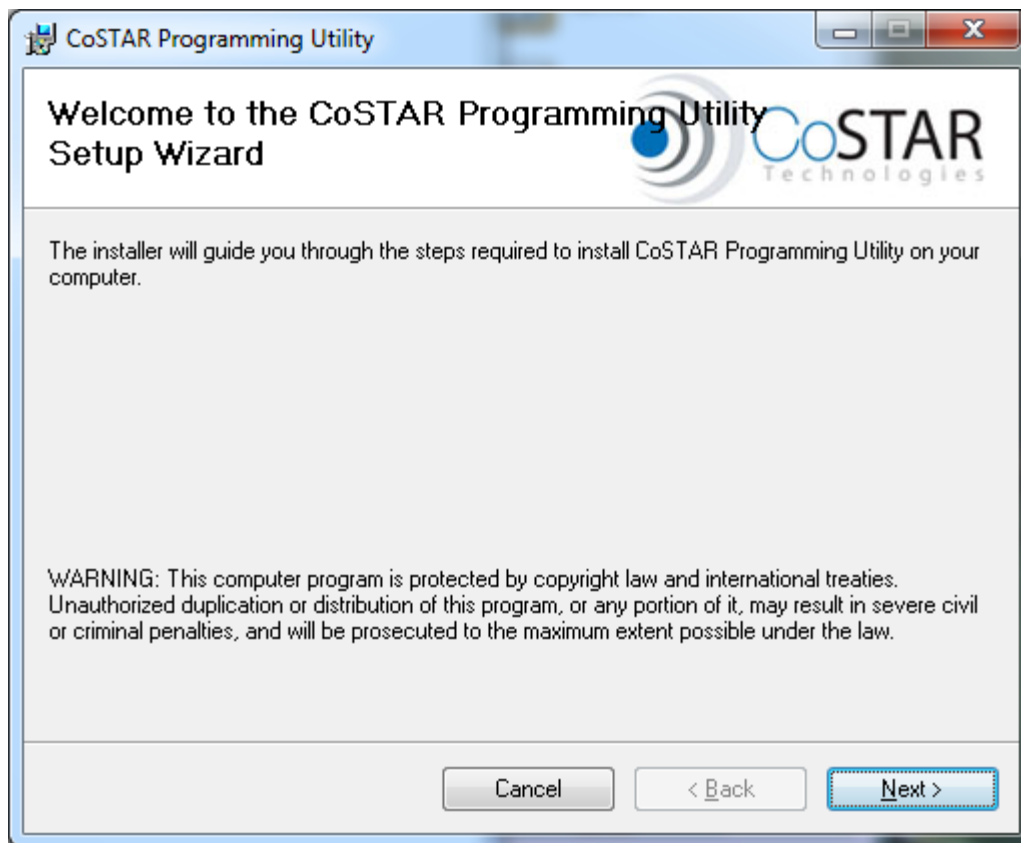 CoSTAR Programming Utility
Welcome to the CoSTAR Programming Utility
Setup Wizard
CoSTAR
Technologies
The installer will guide you through the steps required to install CoSTAR Programming Utility on your
computer.
WARNING: This computer program is protected by copyright law and international treaties.
Unauthorized duplication or distribution of this program, or any portion of it, may result in severe civil
or criminal penalties, and will be prosecuted to the maximum extent possible under the law.
Cancel < Back Next >